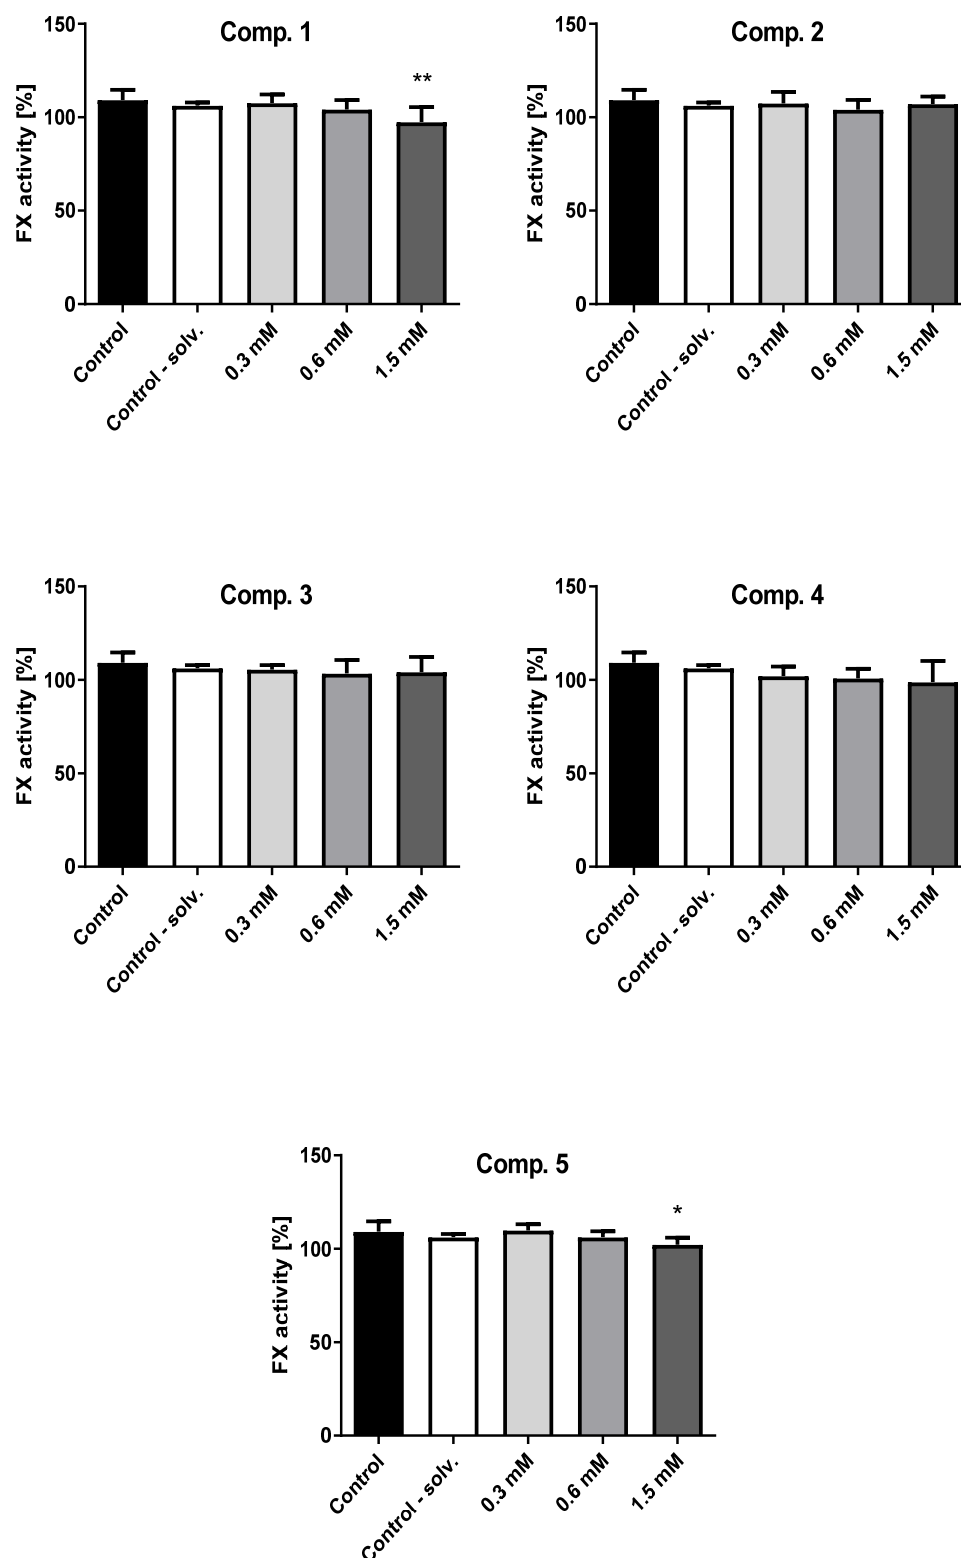 Comp. 1
**
FX activity [%]
150
100
50
0
Control
Control - solv.
0.3 mM
0.6 mM
1.5 mM
Comp. 2
FX activity [%]
150
100
50
0
Control
Control - solv.
0.3 mM
0.6 mM
1.5 mM
Comp. 3
FX activity [%]
150
100
50
0
Control
Control - solv.
0.3 mM
0.6 mM
1.5 mM
Comp. 4
FX activity [%]
150
100
50
0
Control
Control - solv.
0.3 mM
0.6 mM
1.5 mM
Comp. 5
*
FX activity [%]
150
100
50
0
Control
Control - solv.
0.3 mM
0.6 mM
1.5 mM